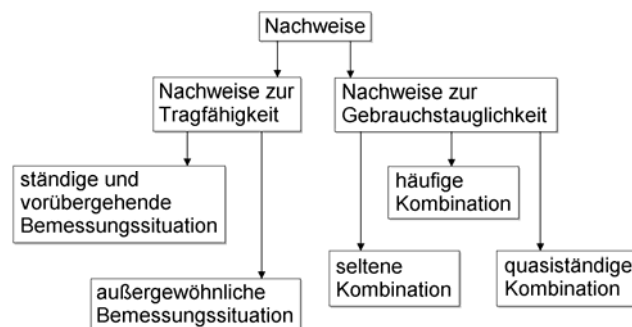 Nachweise
Nachweise zur
Tragfähigkeit
Nachweise zur
Gebrauchstauglichkeit
ständige und
vorübergehende
Bemessungssituation
häufige
Kombination
außergewöhnliche
Bemessungssituation
seltene
Kombination
quasiständige
Kombination